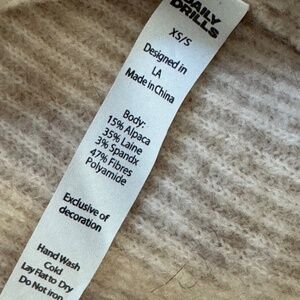 DAILY
DRILLS
XS/S
Designed in
LA
Made in China
Body:
15% Alpaca
35% Laine
3% Spandx
47% Fibres
Polyamide
Exclusive of
decoration
Hand Wash
Cold
Lay Flat to Dry
Do Not iron